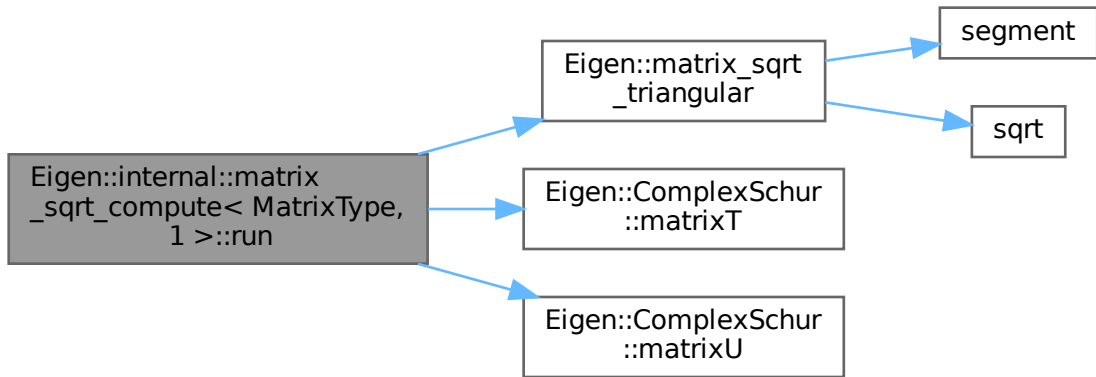 Eigen::internal::matrix
_sqrt_compute< MatrixType,
1 >::run
Eigen::matrix_sqrt
_triangular
segment
sqrt
Eigen::ComplexSchur
::matrixT
Eigen::ComplexSchur
::matrixU